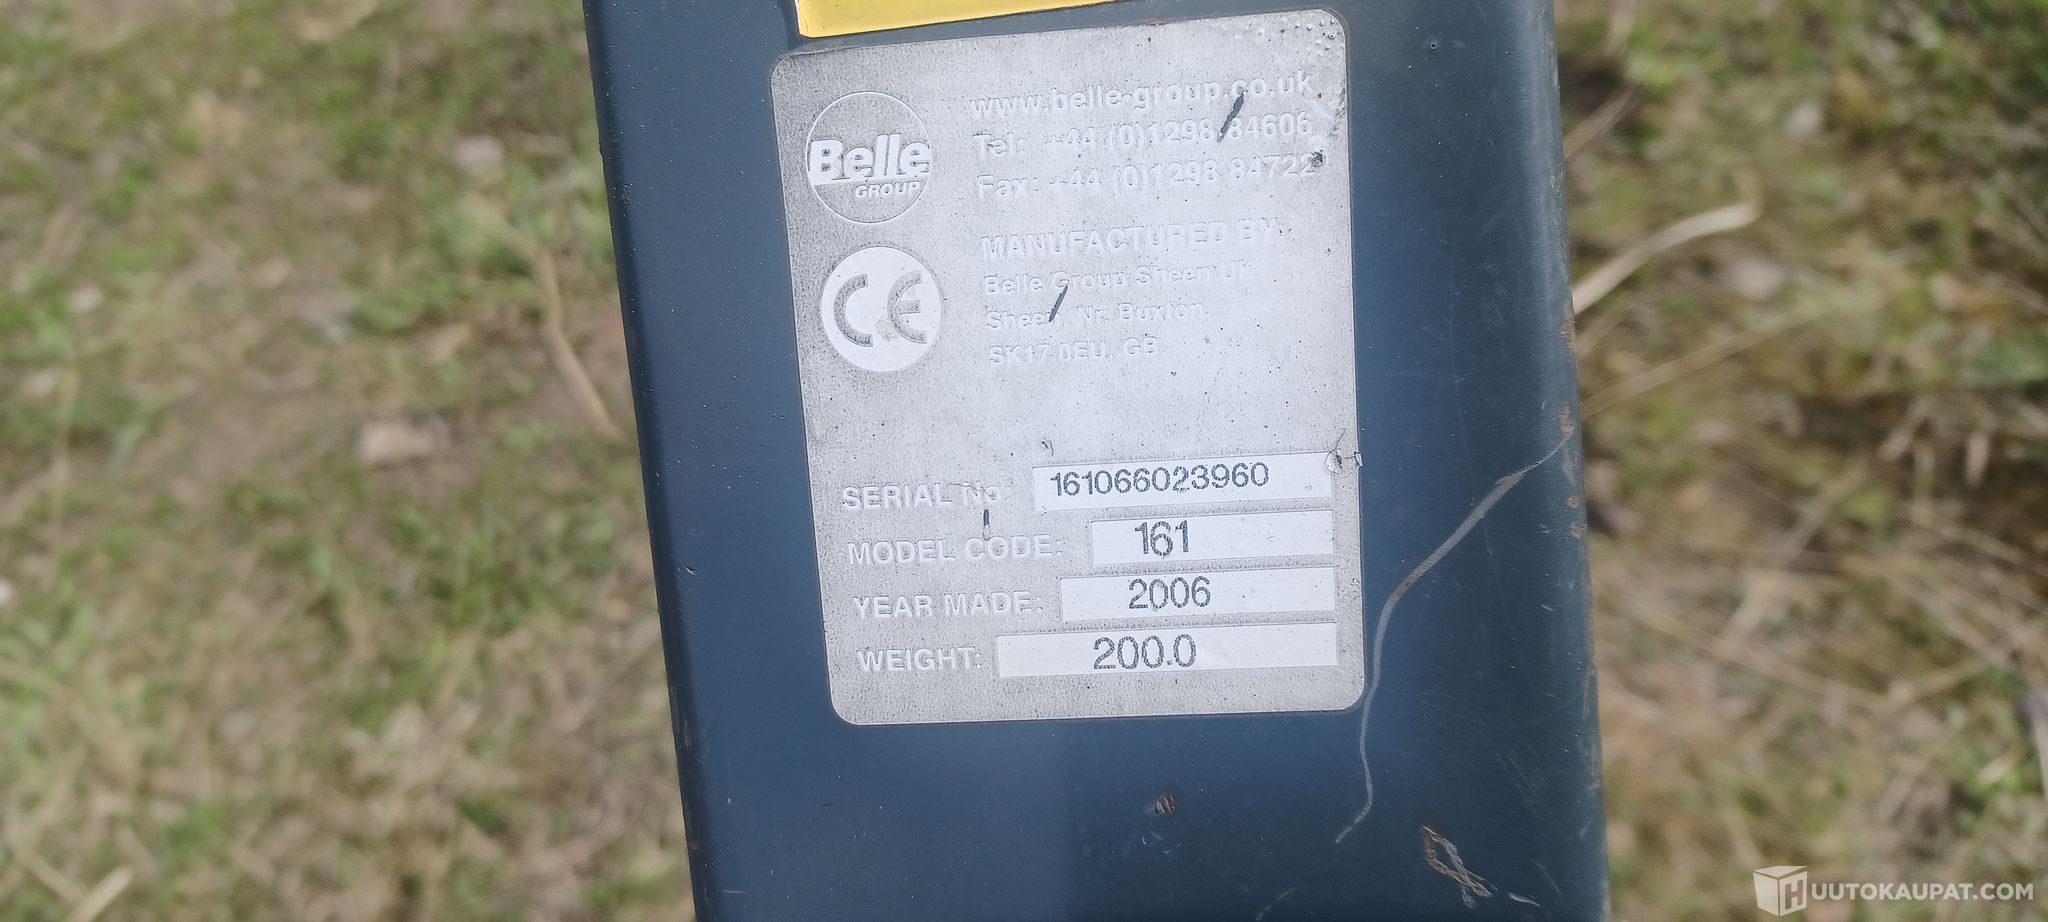 Belle
GROUP
www.belle-group.co.uk
Tel: +44 (0)1298 84606
Fax: +44 (0)1298 84722
CE
MANUFACTURED BY:
Belle Group Sheen UK
Sheen, Nr. Buxton
SK17 0EU, GB.
SERIAL No: 161066023960
MODEL CODE: 161
YEAR MADE: 2006
WEIGHT: 200.0
HUUTOKAUPAT.COM